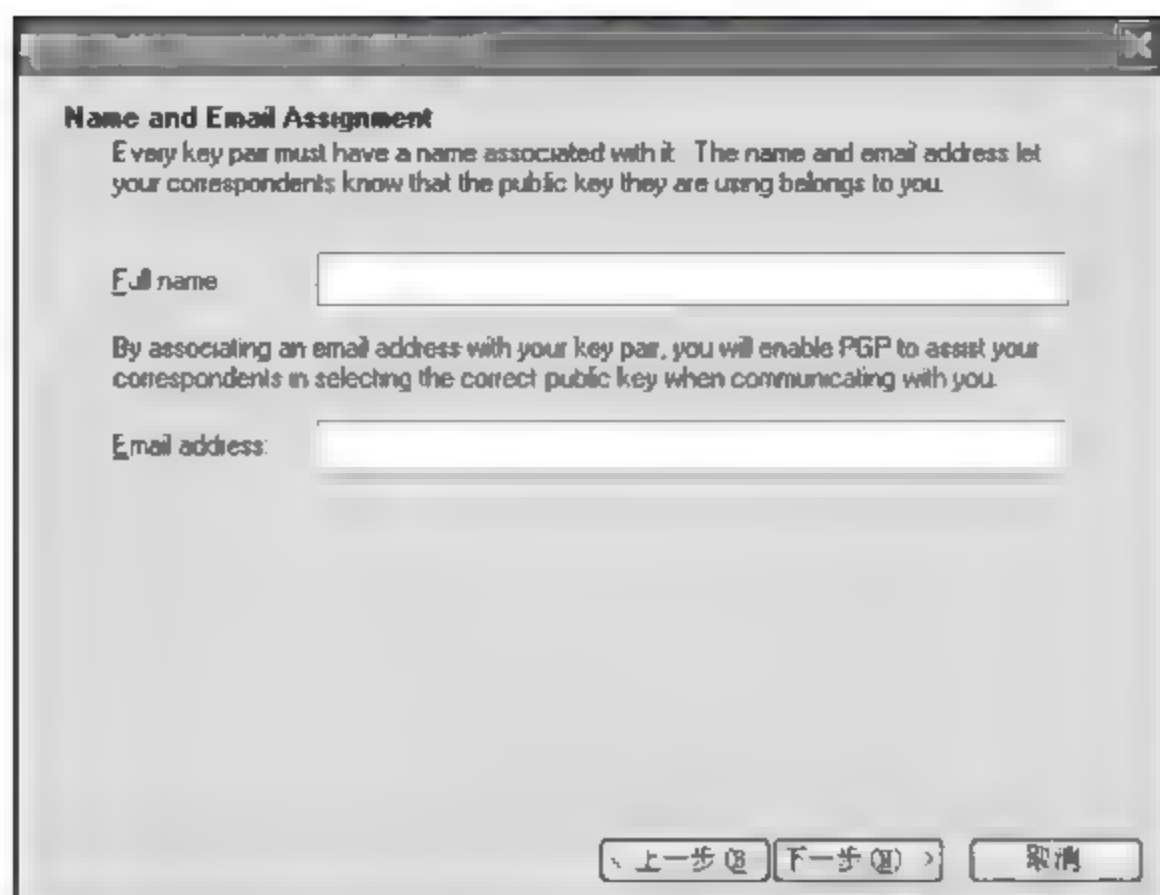 Name and Email Assignment
Every key pair must have a name associated with it. The name and email address let
your correspondents know that the public key they are using belongs to you.
Full name
By associating an email address with your key pair, you will enable PGP to assist your
correspondents in selecting the correct public key when communicating with you.
Email address:
< 上一步(B) 下一步(N) > 取消